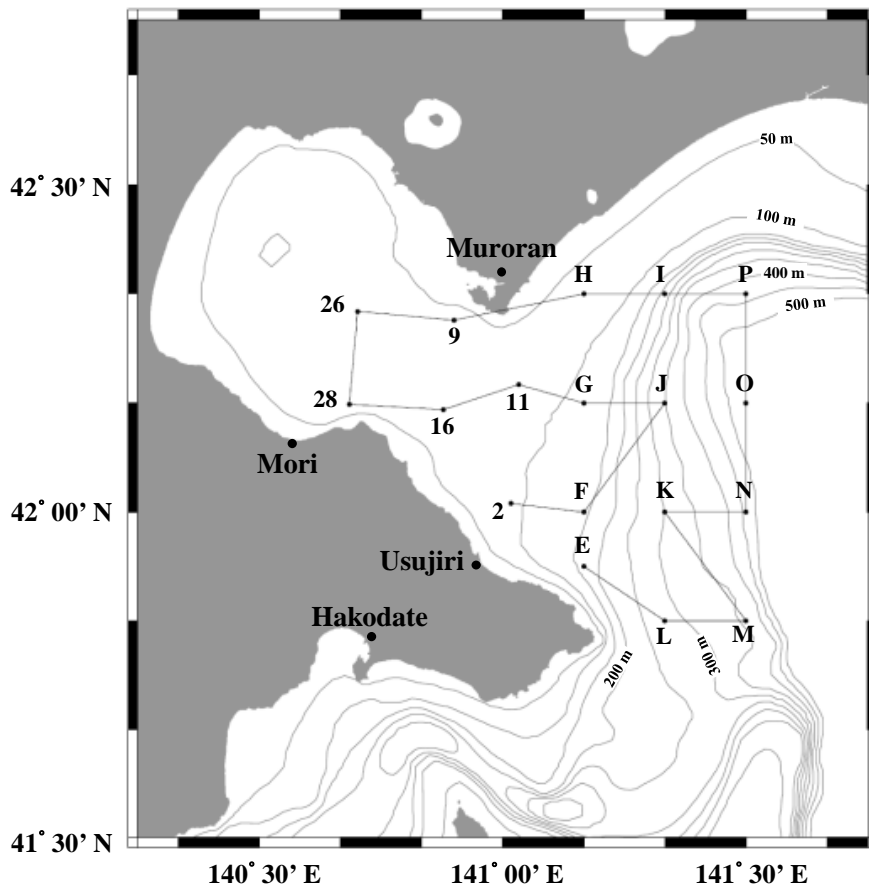 50 m
42° 30' N
100 m
Muroran
H
I
P
400 m
500 m
26
9
28
16
11
G
J
O
Mori
2
F
K
N
42° 00' N
E
Usujiri
Hakodate
L
M
200 m
300 m
41° 30' N
140° 30' E
141° 00' E
141° 30' E